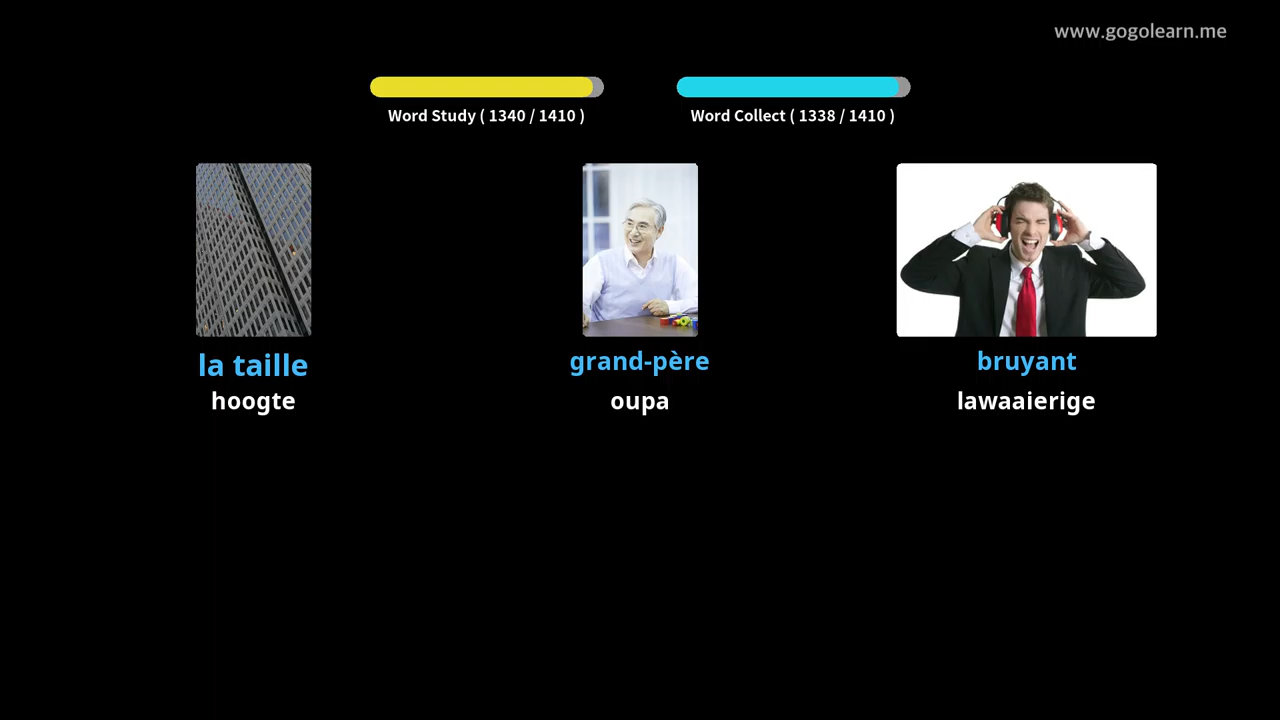 www.gogolearn.me
Word Study ( 1340 / 1410 )
Word Collect ( 1338 / 1410 )
la taille
hoogte
grand-père
oupa
bruyant
lawaaierige